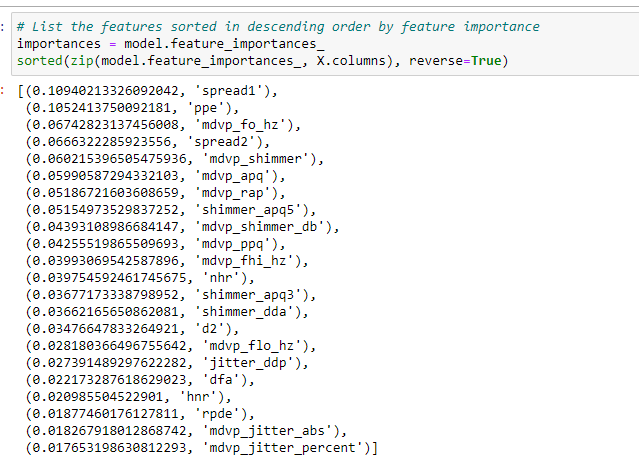 : # List the features sorted in descending order by feature importance
importances = model.feature_importances_
sorted(zip(model.feature_importances_, X.columns), reverse=True)
: [(0.10940213326092042, 'spread1'),
(0.1052413750092181, 'ppe'),
(0.06742823137456008, 'mdvp_fo_hz'),
(0.0666322285923556, 'spread2'),
(0.060215396505475936, 'mdvp_shimmer'),
(0.05990587294332103, 'mdvp_apq'),
(0.05186721603608659, 'mdvp_rap'),
(0.05154973529837252, 'shimmer_apq5'),
(0.04393108986684147, 'mdvp_shimmer_db'),
(0.04255519865509693, 'mdvp_ppq'),
(0.03993069542587896, 'mdvp_fhi_hz'),
(0.039754592461745675, 'nhr'),
(0.03677173338798952, 'shimmer_apq3'),
(0.03662165650862081, 'shimmer_dda'),
(0.03476647833264921, 'd2'),
(0.028180366496755642, 'mdvp_flo_hz'),
(0.027391489297622282, 'jitter_ddp'),
(0.022173287618629023, 'dfa'),
(0.020985504522901, 'hnr'),
(0.01877460176127811, 'rpde'),
(0.018267918012868742, 'mdvp_jitter_abs'),
(0.017653198630812293, 'mdvp_jitter_percent')]